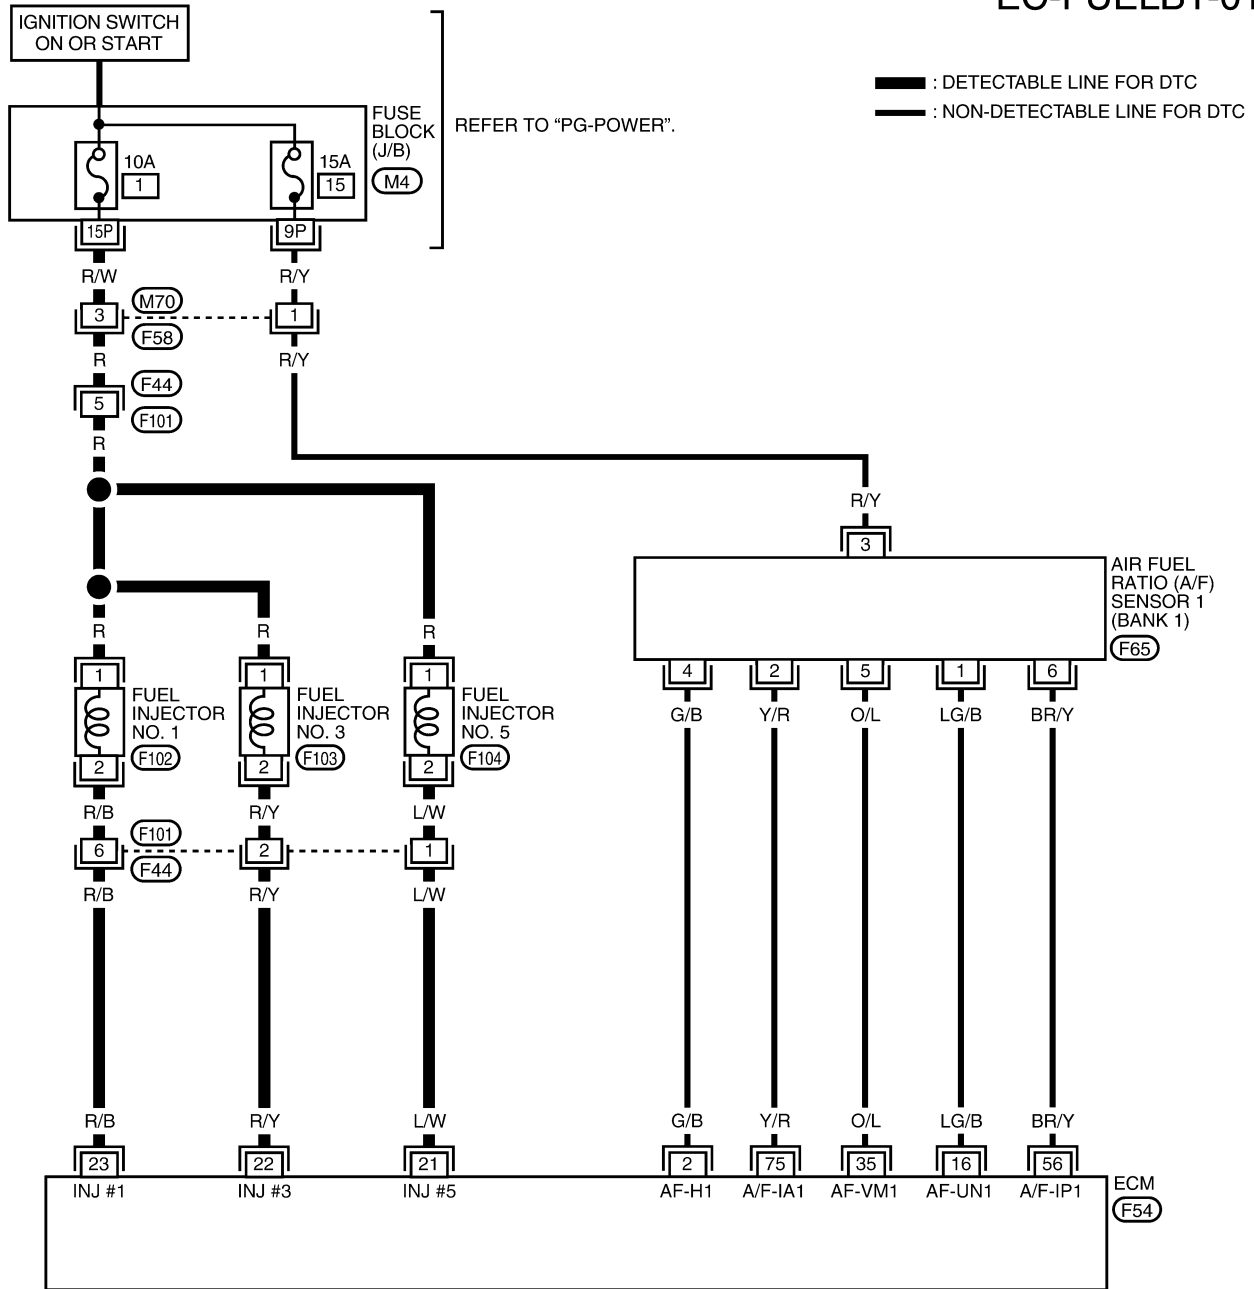 IGNITION SWITCH
ON OR START
: DETECTABLE LINE FOR DTC
: NON-DETECTABLE LINE FOR DTC
FUSE
BLOCK
(J/B)
M4
REFER TO “PG-POWER”.
10A
1
15A
15
15P
9P
R/W
R/Y
3
M70
F58
1
R
R/Y
5
F44
F101
R
R/Y
3
AIR FUEL
RATIO (A/F)
SENSOR 1
(BANK 1)
F65
R
R
R
1
1
1
4
2
5
1
6
FUEL
INJECTOR
NO. 1
F102
FUEL
INJECTOR
NO. 3
F103
FUEL
INJECTOR
NO. 5
F104
G/B
Y/R
O/L
LG/B
BR/Y
2
2
2
R/B
R/Y
L/W
6
F101
F44
2
1
R/B
R/Y
L/W
R/B
R/Y
L/W
G/B
Y/R
O/L
LG/B
BR/Y
23
22
21
2
75
35
16
56
INJ #1
INJ #3
INJ #5
AF-H1
A/F-IA1
AF-VM1
AF-UN1
A/F-IP1
ECM
F54